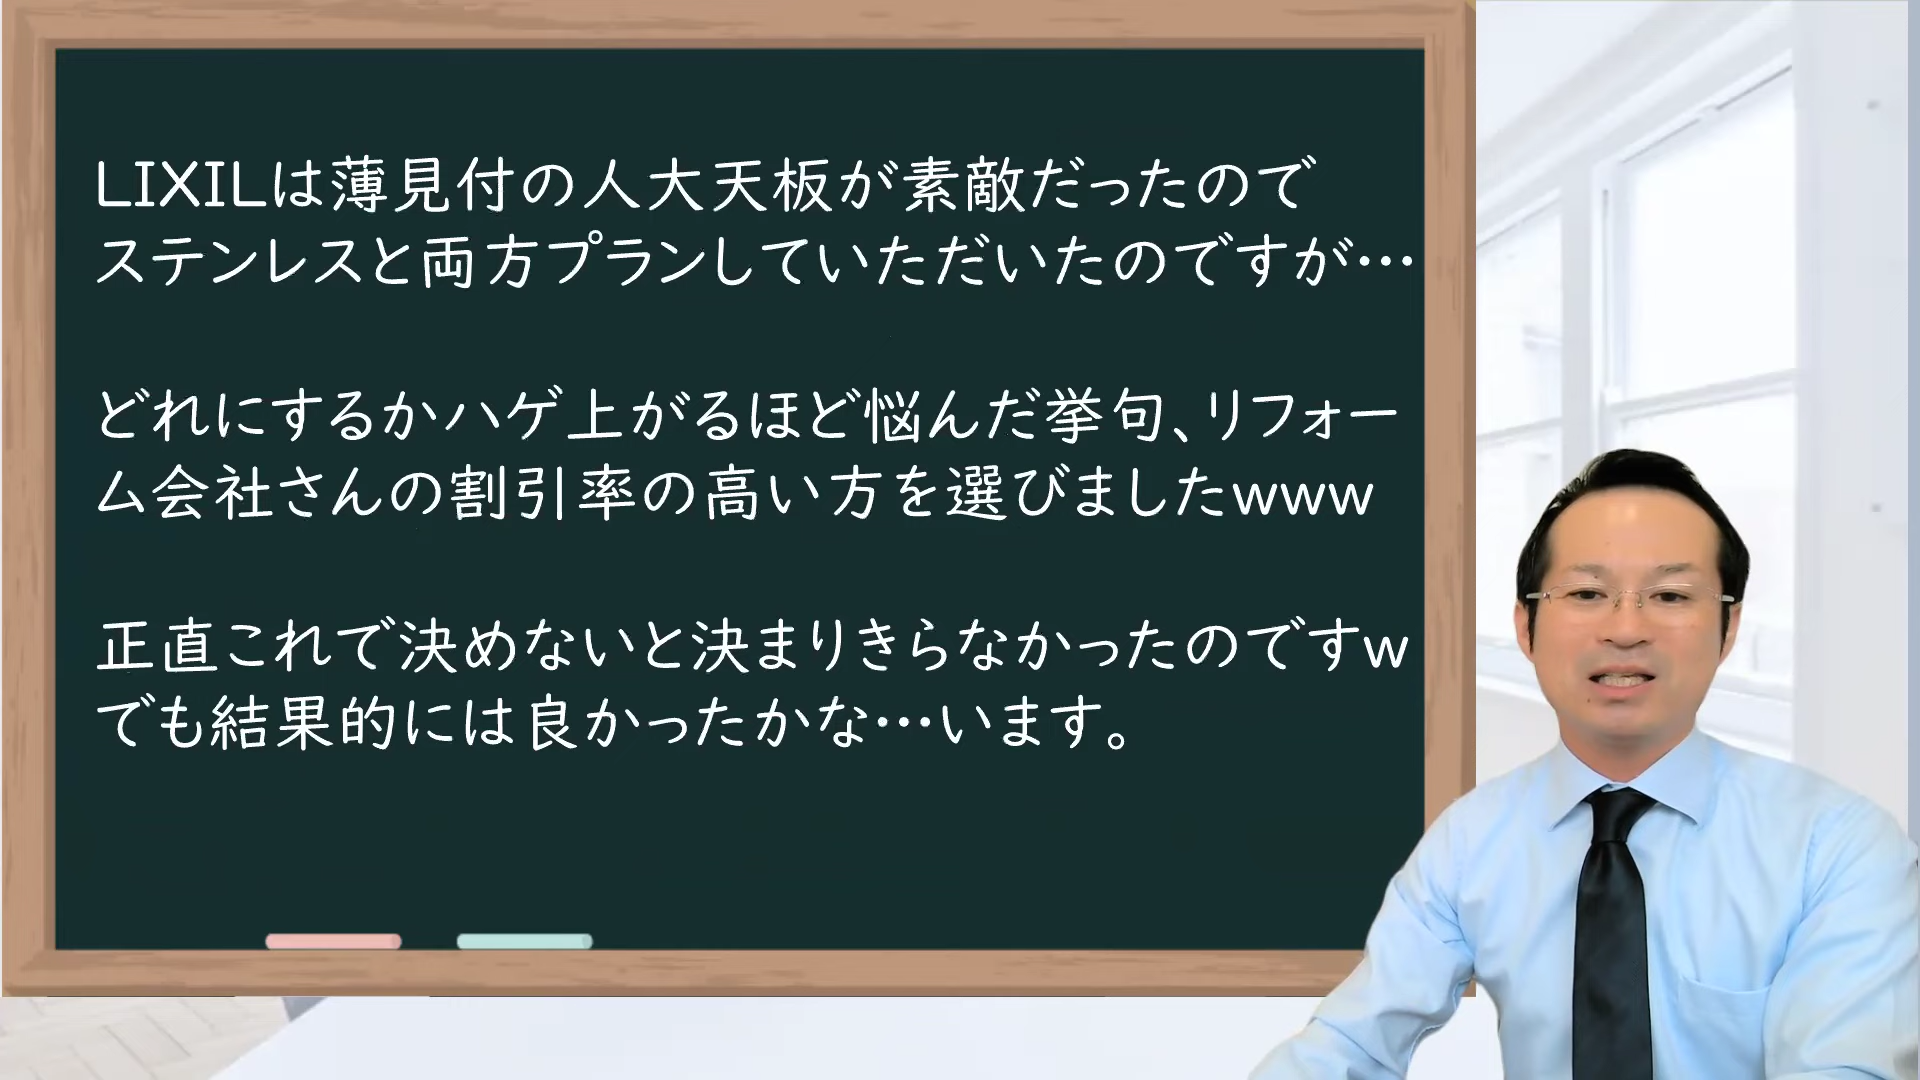 LIXILは薄見付の人大天板が素敵だったので
ステンレスと両方プランしていただいたのですが…
どれにするかハゲ上がるほど悩んだ挙句、リフォー
ム会社さんの割引率の高い方を選びましたwww
正直これで決めないと決まりきらなかったのですw
でも結果的には良かったかな…います。